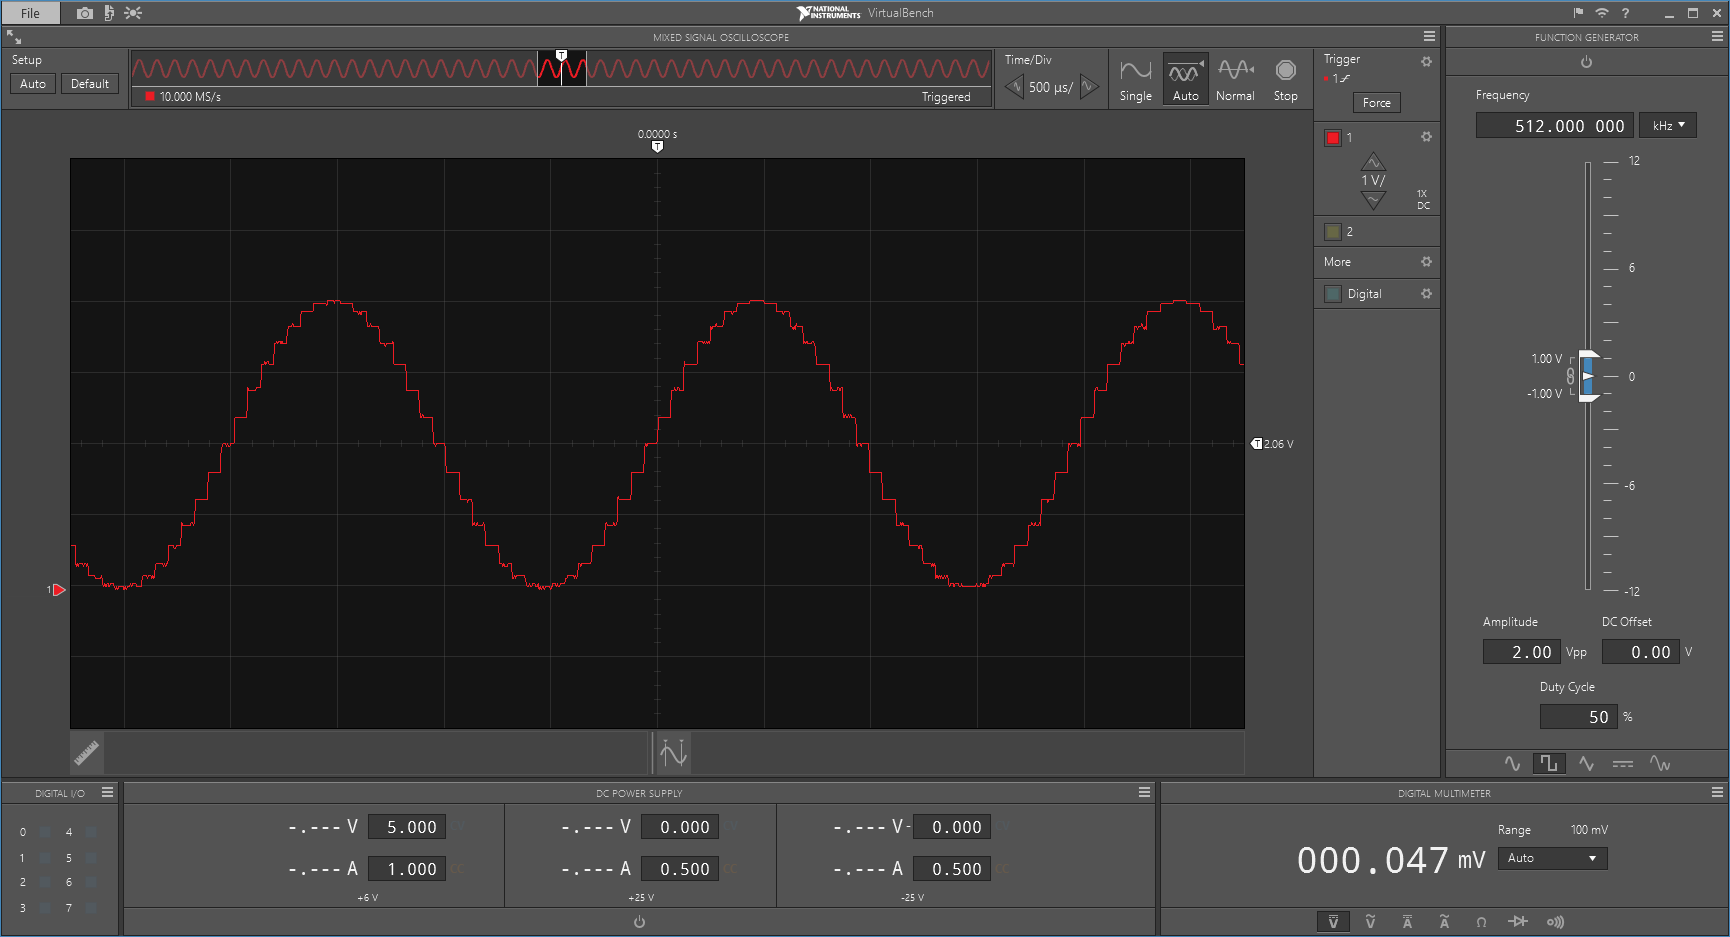 File
NATIONAL INSTRUMENTS VirtualBench
?
MIXED SIGNAL OSCILLOSCOPE
Setup
Auto Default
T
10.000 MS/s
Triggered
Time/Div
500 µs/
Single Auto Normal Stop
0.0000 s
T
T 2.06 V
1
Trigger
1
Force
1
1 V/
1X
DC
2
More
Digital
FUNCTION GENERATOR
Frequency
512.000 000 kHz
12
6
1.00 V
0
-1.00 V
-6
-12
Amplitude DC Offset
2.00 Vpp 0.00 V
Duty Cycle
50 %
DIGITAL I/O
0 4
1 5
2 6
3 7
DC POWER SUPPLY
-.--- V 5.000 -.--- V 0.000 -.--- V - 0.000
-.--- A 1.000 CC -.--- A 0.500 CC -.--- A 0.500 CC
+6 V +25 V -25 V
DIGITAL MULTIMETER
Range 100 mV
000.047 mV Auto
V V A A Ω